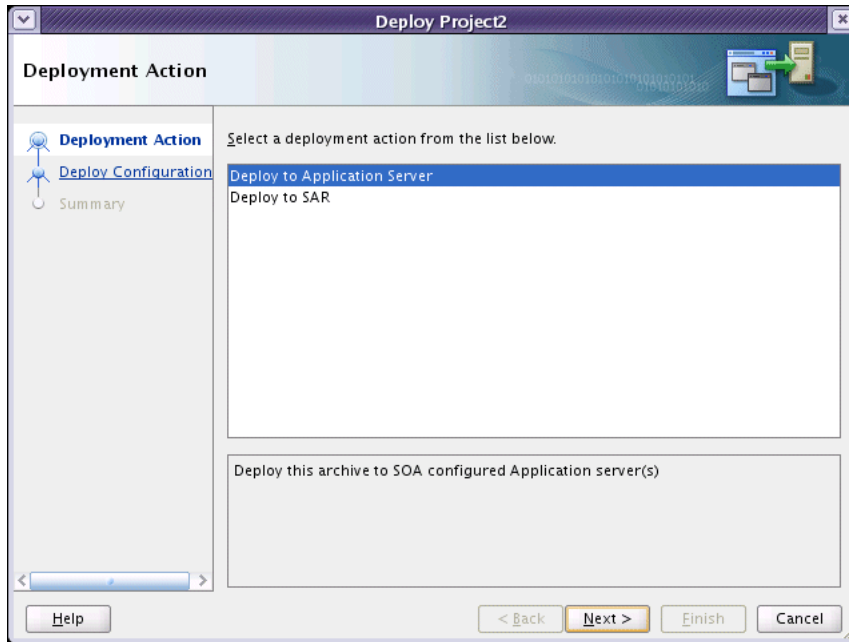 Deploy Project2
Deployment Action
Deployment Action
Deploy Configuration
Summary
Select a deployment action from the list below.
Deploy to Application Server
Deploy to SAR
Deploy this archive to SOA configured Application server(s)
Help
< Back
Next >
Finish
Cancel